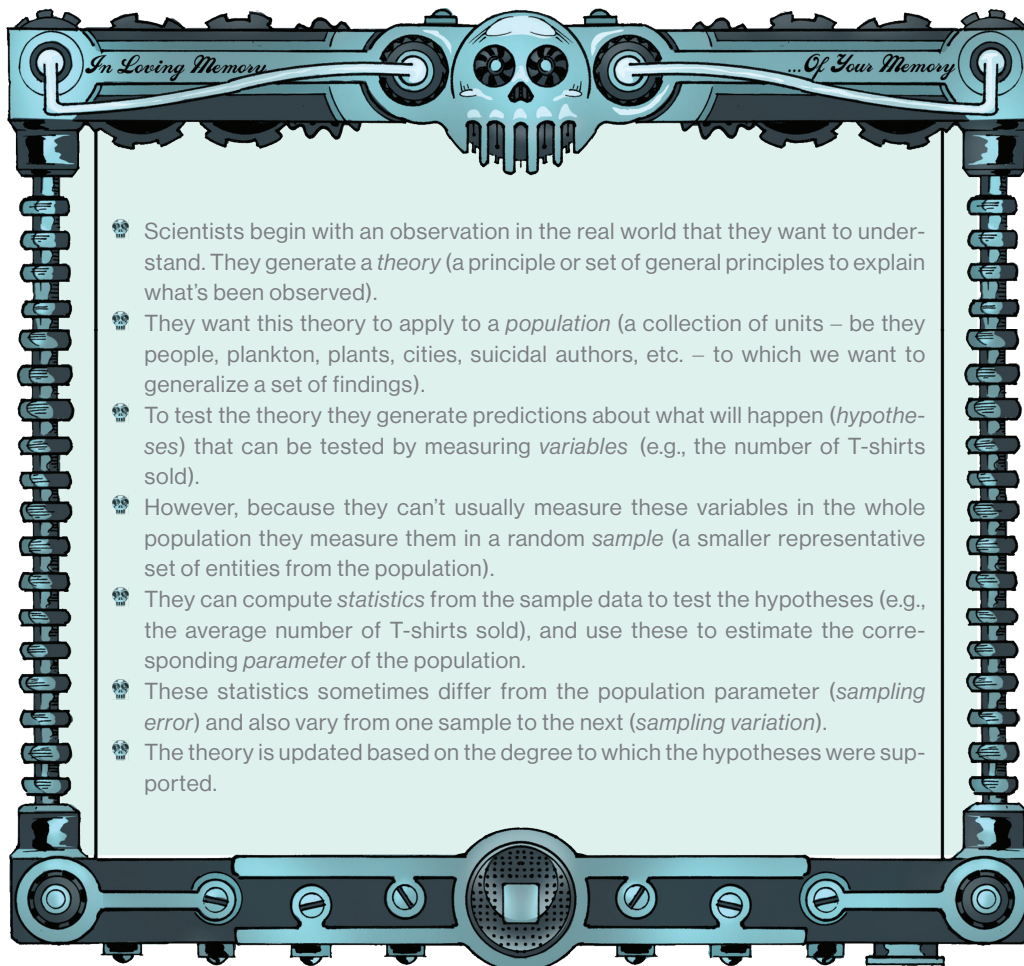 In Loving Memory
...Of Your Memory
Scientists begin with an observation in the real world that they want to under-
stand. They generate a theory (a principle or set of general principles to explain
what's been observed).
They want this theory to apply to a population (a collection of units – be they
people, plankton, plants, cities, suicidal authors, etc. – to which we want to
generalize a set of findings).
To test the theory they generate predictions about what will happen (hypothe-
ses) that can be tested by measuring variables (e.g., the number of T-shirts
sold).
However, because they can't usually measure these variables in the whole
population they measure them in a random sample (a smaller representative
set of entities from the population).
They can compute statistics from the sample data to test the hypotheses (e.g.,
the average number of T-shirts sold), and use these to estimate the corre-
sponding parameter of the population.
These statistics sometimes differ from the population parameter (sampling
error) and also vary from one sample to the next (sampling variation).
The theory is updated based on the degree to which the hypotheses were sup-
ported.